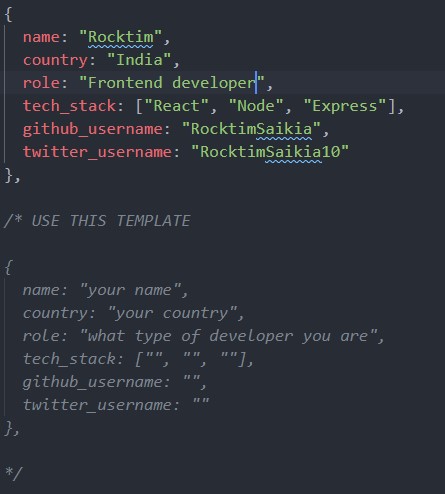 {
name: "Rocktim",
country: "India",
role: "Frontend developer",
tech_stack: ["React", "Node", "Express"],
github_username: "RocktimSaikia",
twitter_username: "RocktimSaikia10"
},
/* USE THIS TEMPLATE
{
name: "your name",
country: "your country",
role: "what type of developer you are",
tech_stack: ["", "", ""],
github_username: "",
twitter_username: ""
},
*/